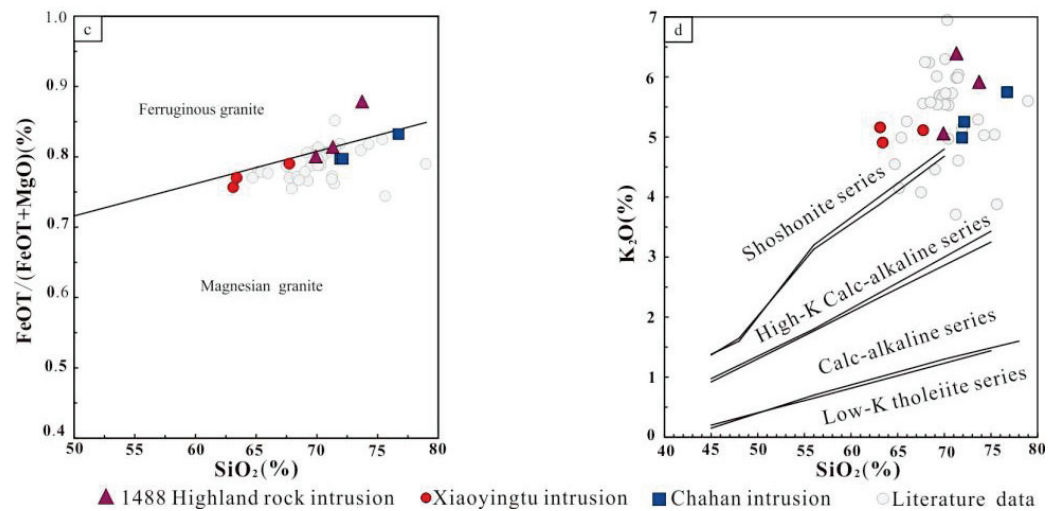 c
1.0
0.9
0.8
0.7
0.6
0.5
0.4
FeOT/(FeOT+MgO)(%)
Ferruginous granite
Magnesian granite
50 55 60 65 70 75 80
SiO₂(%)
d
7
6
5
4
3
2
1
0
K₂O(%)
Shoshonite series
High-K Calc-alkaline series
Calc-alkaline series
Low-K tholeiite series
40 45 50 55 60 65 70 75 80
SiO₂(%)
1488 Highland rock intrusion Xiaoyingtu intrusion Chahan intrusion Literature data